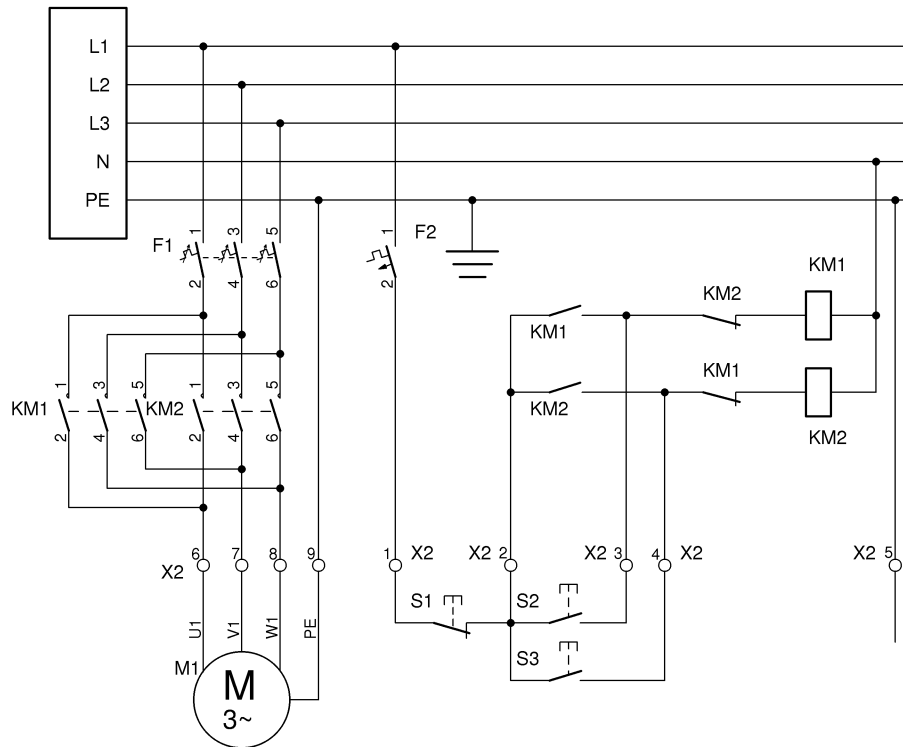 L1
L2
L3
N
PE
F1
1 3 5
2 4 6
F2
1
2
KM1
KM2
KM1
KM1
KM2
KM2
KM1 1 3 5 KM2 1 3 5
2 4 6 2 4 6
6 7 8 9
X2
1 X2
X2 2
X2 3
4 X2
X2 5
S1
S2
S3
U1 V1 W1 PE
M1
M
3~